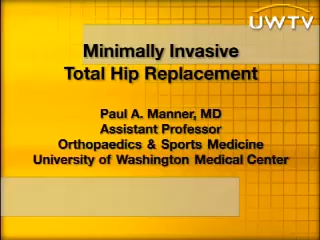 UWTV
Minimally Invasive
Total Hip Replacement
Paul A. Manner, MD
Assistant Professor
Orthopaedics & Sports Medicine
University of Washington Medical Center